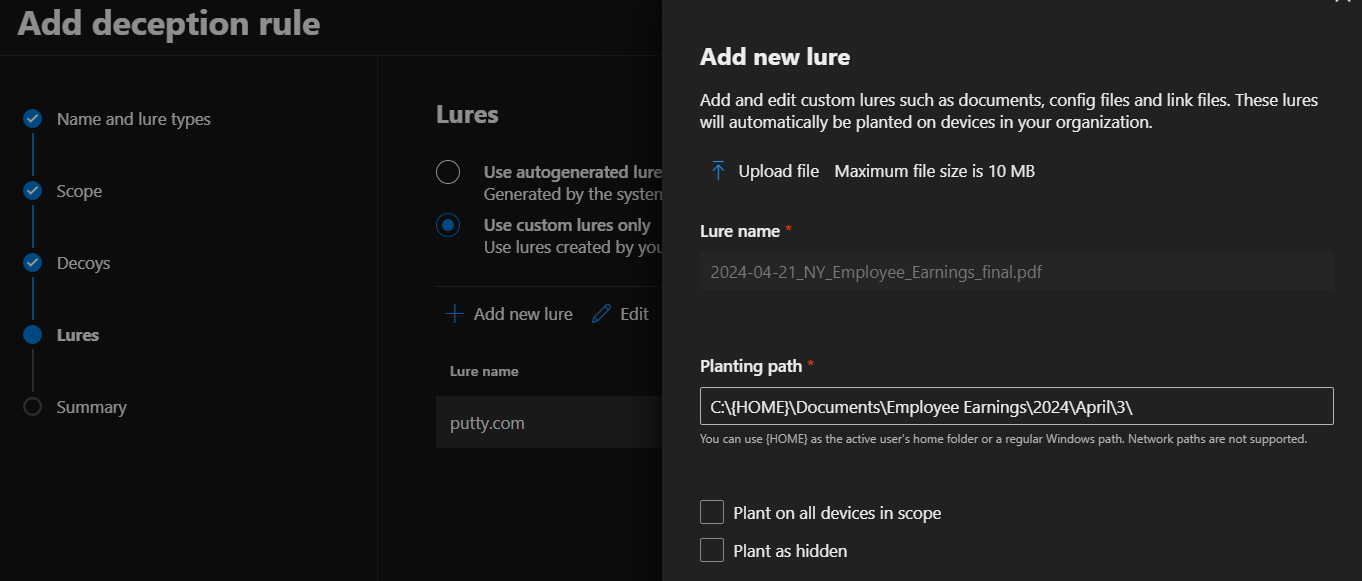 Add deception rule
Name and lure types
Scope
Decoys
Lures
Summary
Lures
Use autogenerated lure
Generated by the system
Use custom lures only
Use lures created by you
Add new lure Edit
Lure name
putty.com
Add new lure
Add and edit custom lures such as documents, config files and link files. These lures
will automatically be planted on devices in your organization.
Upload file Maximum file size is 10 MB
Lure name *
2024-04-21_NY_Employee_Earnings_final.pdf
Planting path *
C:\{HOME}\Documents\Employee Earnings\2024\April\3\
You can use {HOME} as the active user's home folder or a regular Windows path. Network paths are not supported.
Plant on all devices in scope
Plant as hidden